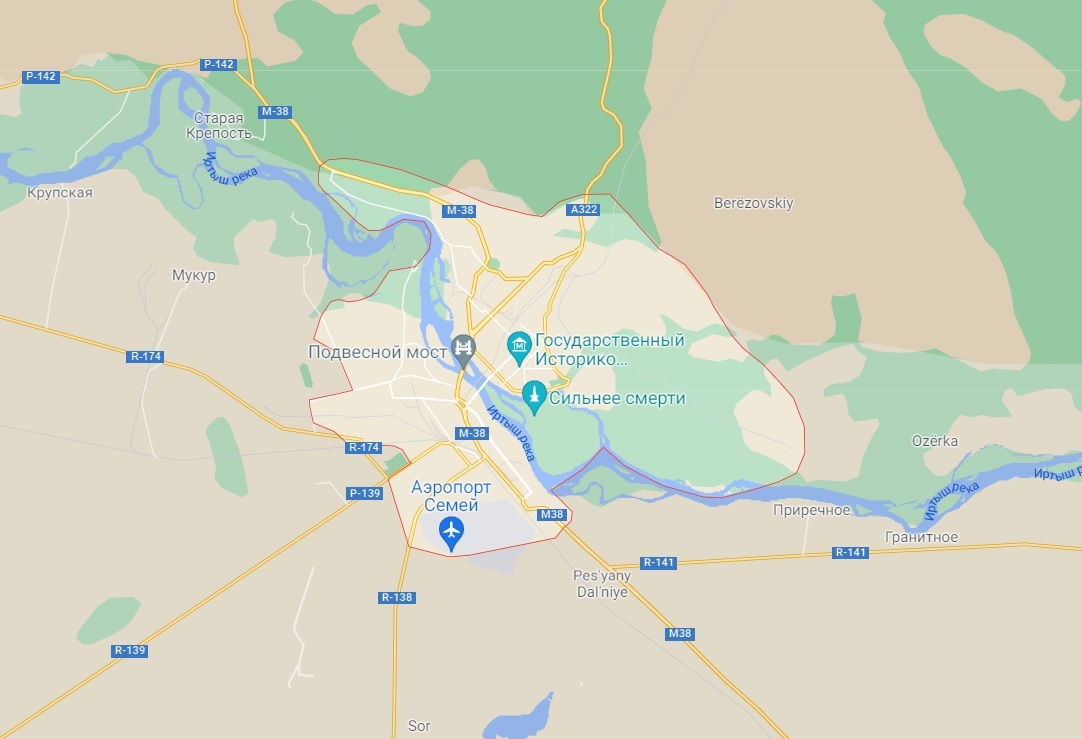 P-142
P-142
M-38
Старая
Крепость
Иртыш река
Крупская
M-38
A322
Berëzovskiy
Мукур
R-174
Подвесной мост
Государственный
Историко...
Сильнее смерти
Иртыш река
M-38
R-174
Ozërka
Иртыш р
Иртыш река
P-139
Аэропорт
Семей
M38
Приречное
Гранитное
R-141
R-141
Pes'yany
Dal'niye
R-138
M38
R-139
Sor